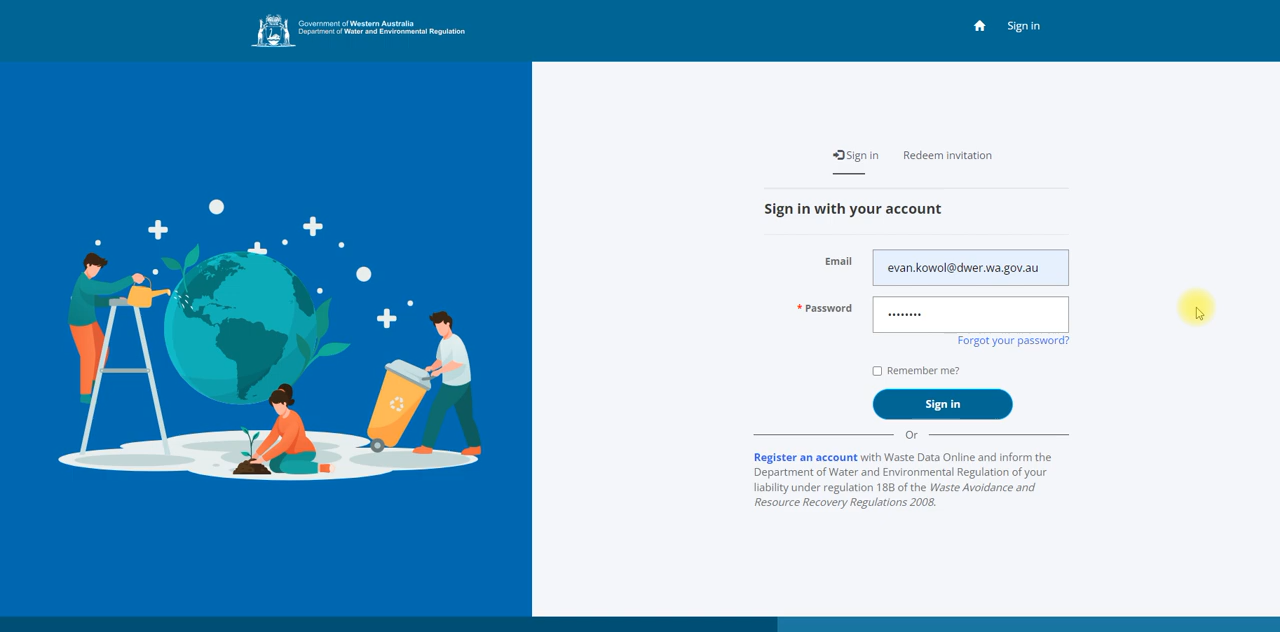 Government of Western Australia
Department of Water and Environmental Regulation
Sign in
Sign in
Redeem invitation
Sign in with your account
Email
evan.kowol@dwer.wa.gov.au
* Password
••••••••
Forgot your password?
Remember me?
Sign in
Or
Register an account with Waste Data Online and inform the
Department of Water and Environmental Regulation of your
liability under regulation 18B of the Waste Avoidance and
Resource Recovery Regulations 2008.